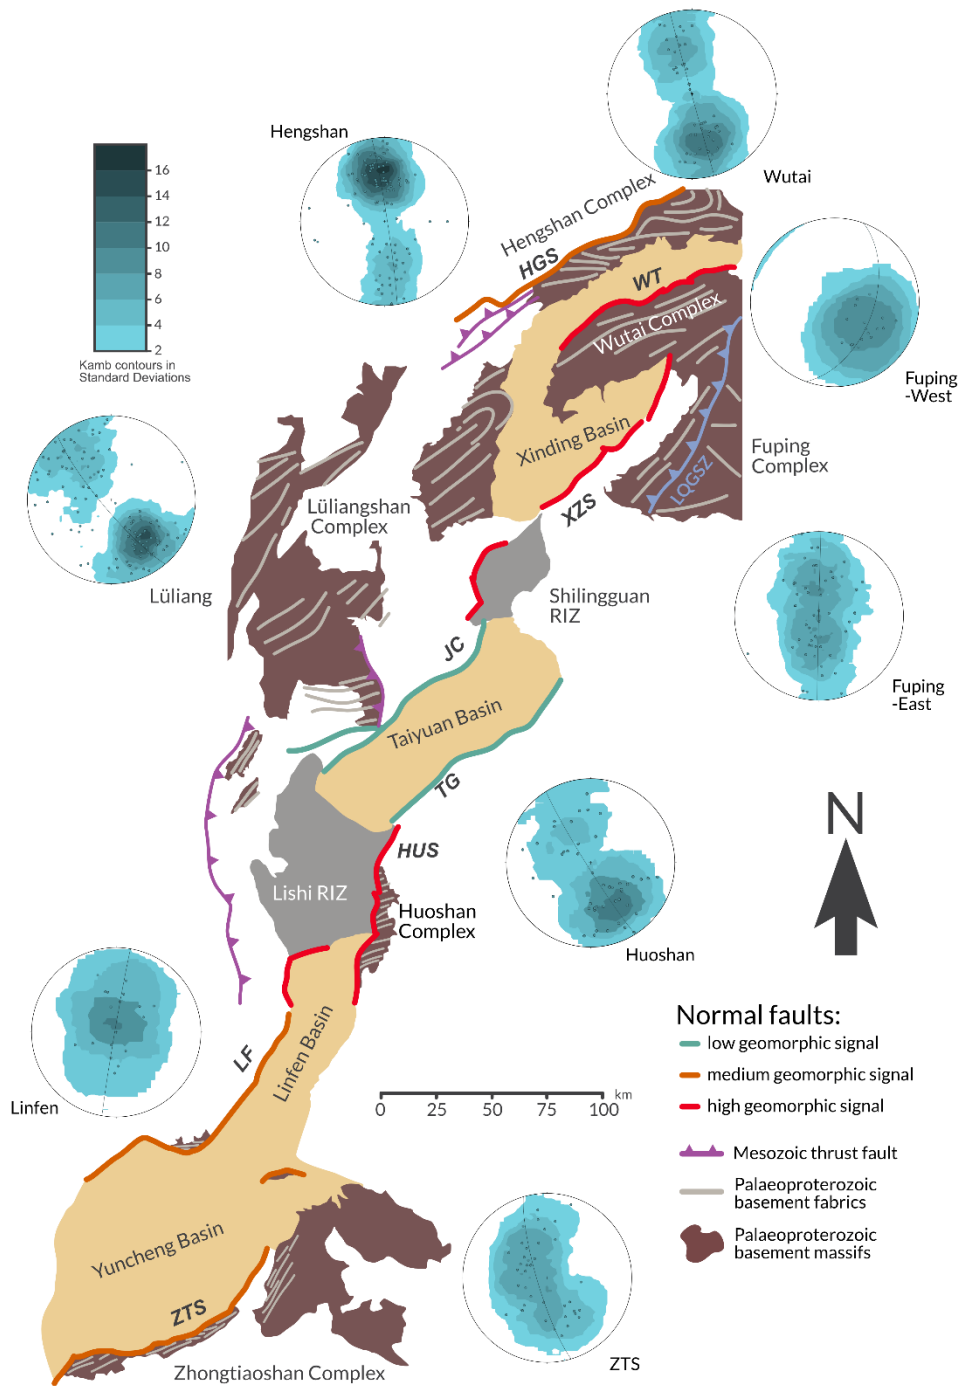 Hengshan
Wutai
16
14
12
10
8
6
4
2
Kamb contours in
Standard Deviations
Hengshan Complex
HGS
WT
Wutai Complex
Fuping
-West
Xinding Basin
Fuping
Complex
LQGSZ
XZS
Lüliangshan
Complex
Lüliang
Shilingguan
RIZ
JC
Fuping
-East
Taiyuan Basin
TG
N
HUS
Lishi RIZ
Huoshan
Complex
Huoshan
Linfen
LF
Linfen Basin
0 25 50 75 100 km
Normal faults:
low geomorphic signal
medium geomorphic signal
high geomorphic signal
Mesozoic thrust fault
Palaeoproterozoic
basement fabrics
Palaeoproterozoic
basement massifs
Yuncheng Basin
ZTS
Zhongtiaoshan Complex
ZTS